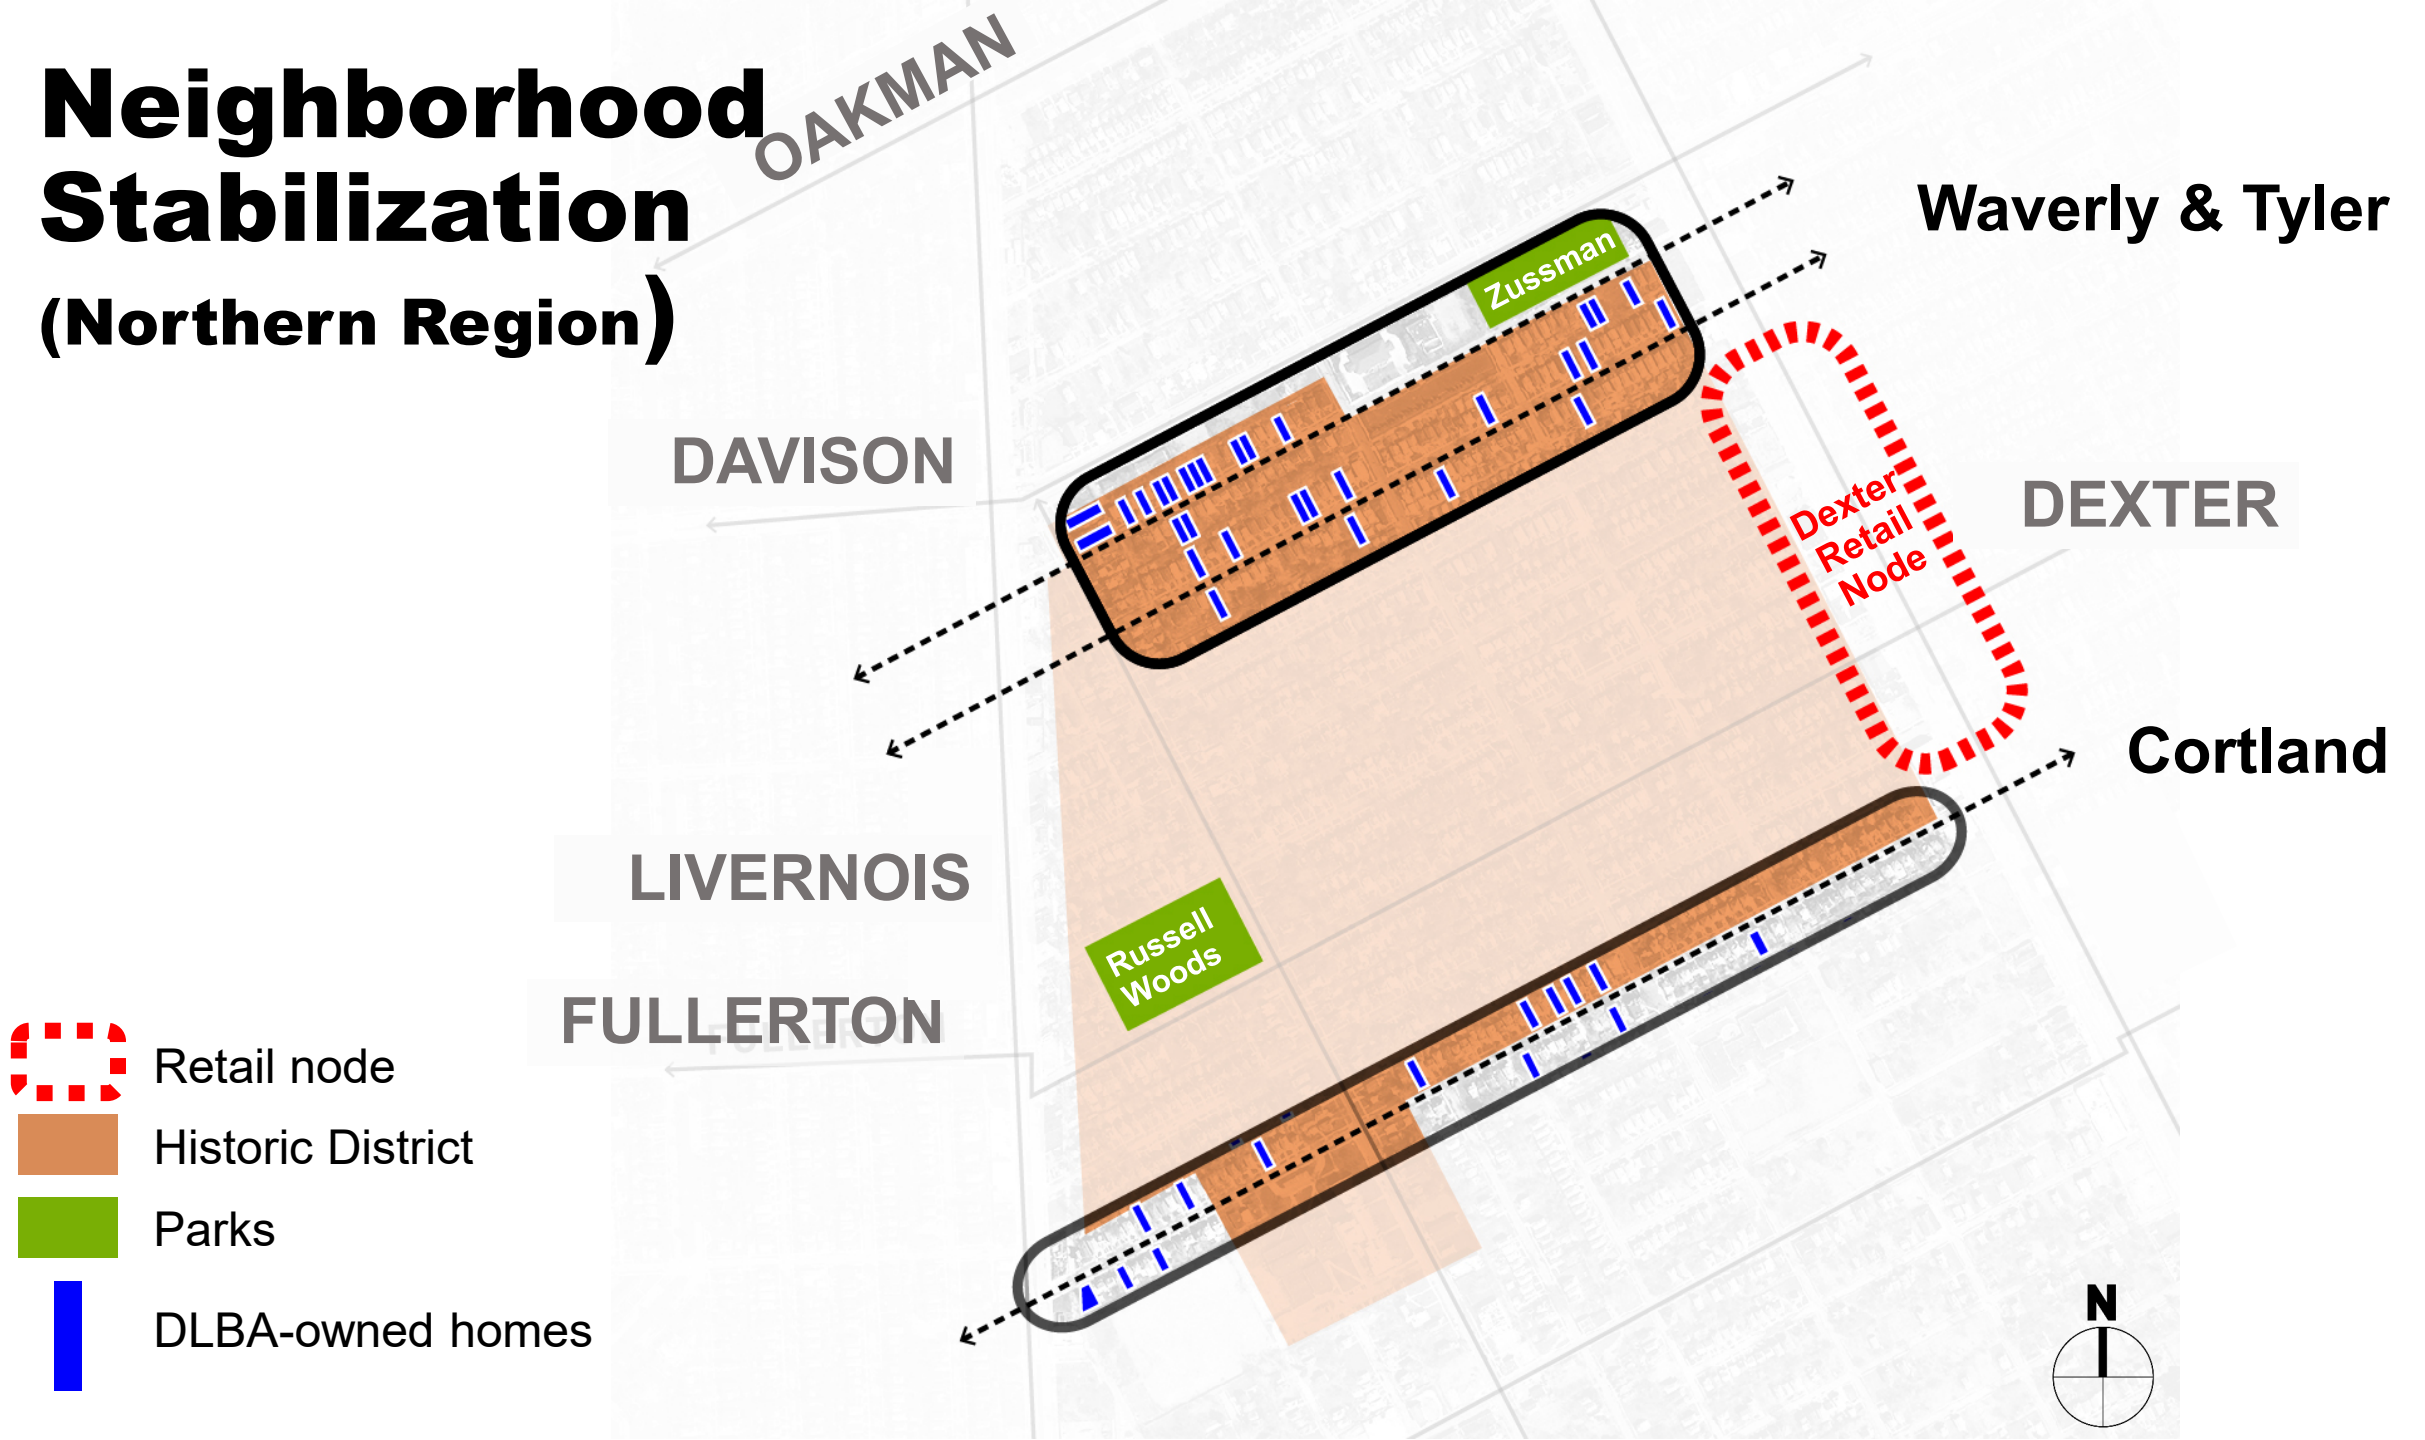 Neighborhood
Stabilization
(Northern Region)
OAKMAN
Waverly & Tyler
Zussman
DAVISON
Dexter
Retail
Node
DEXTER
Cortland
LIVERNOIS
Russell
Woods
FULLERTON
FULLERTON
Retail node
Historic District
Parks
DLBA-owned homes
N